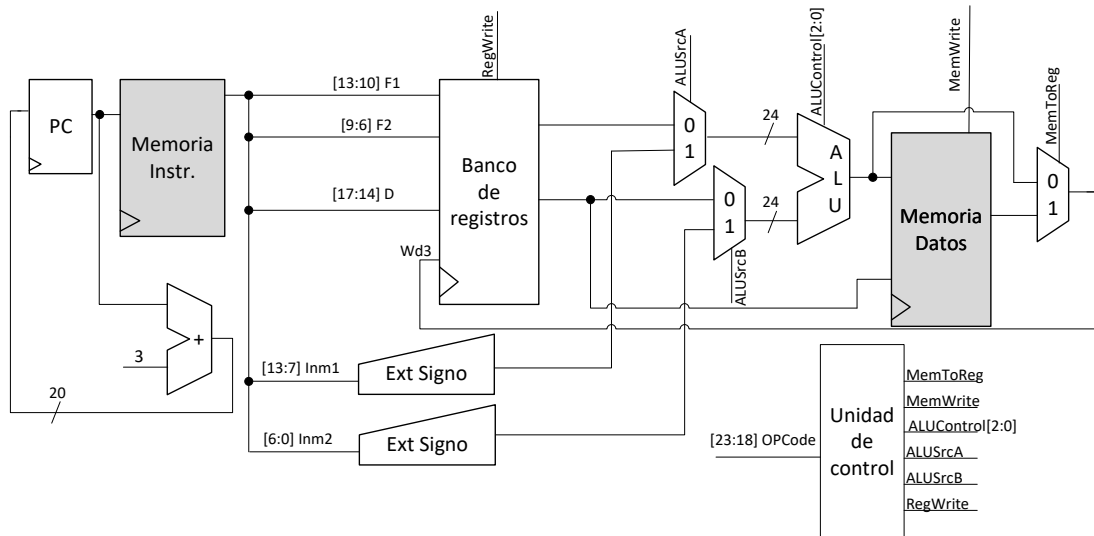 PC
Memoria
Instr.
3
+
20
[13:10] F1
[9:6] F2
[17:14] D
Wd3
[13:7] Inm1
[6:0] Inm2
RegWrite
Banco
de
registros
Ext Signo
Ext Signo
ALUSrcA
0
1
0
1
ALUSrcB
24
24
ALUControl[2:0]
A
L
U
MemWrite
Memoria
Datos
MemToReg
0
1
[23:18] OPCode
Unidad
de
control
MemToReg
MemWrite
ALUControl[2:0]
ALUSrcA
ALUSrcB
RegWrite